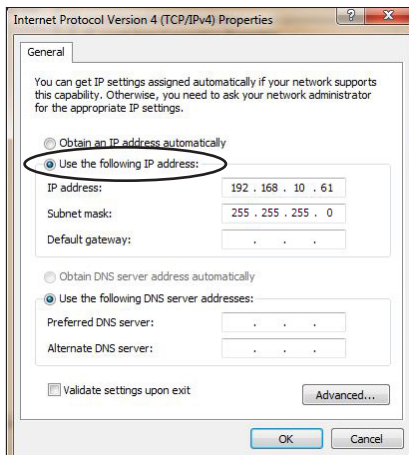 Internet Protocol Version 4 (TCP/IPv4) Properties
General
You can get IP settings assigned automatically if your network supports
this capability. Otherwise, you need to ask your network administrator
for the appropriate IP settings.
Obtain an IP address automatically
Use the following IP address:
IP address: 192 . 168 . 10 . 61
Subnet mask: 255 . 255 . 255 . 0
Default gateway: . . .
Obtain DNS server address automatically
Use the following DNS server addresses:
Preferred DNS server: . . .
Alternate DNS server: . . .
Validate settings upon exit
Advanced...
OK Cancel